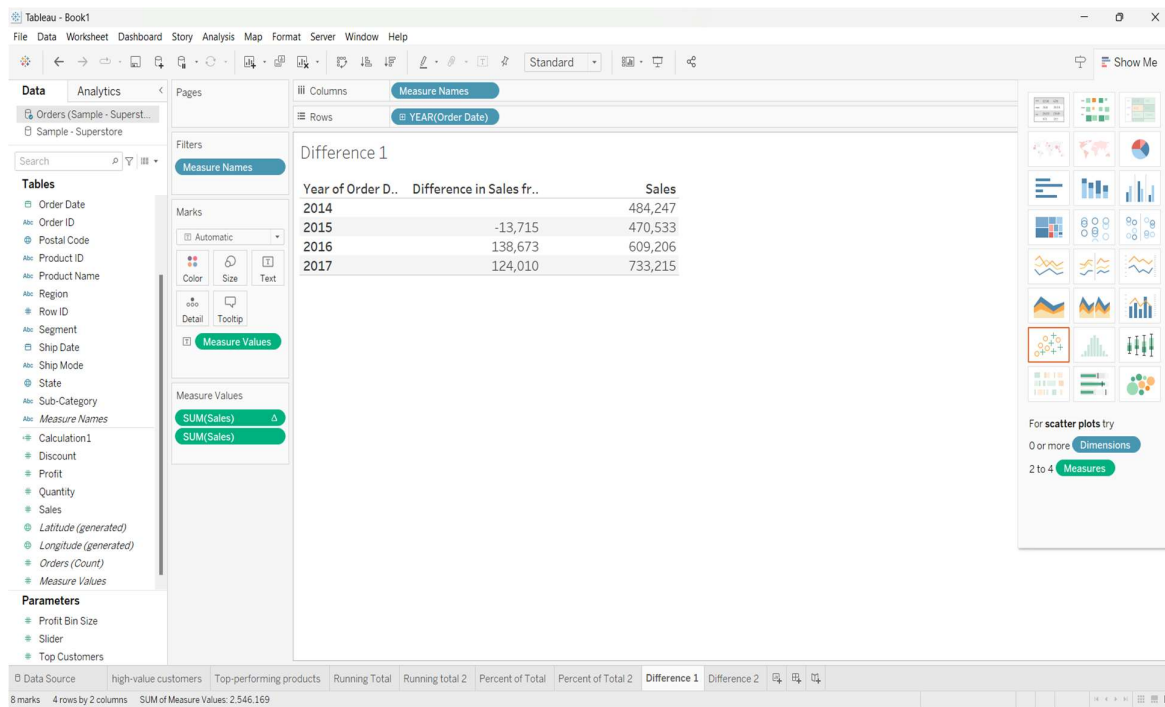 Tableau - Book1
File Data Worksheet Dashboard Story Analysis Map Format Server Window Help
Standard
Show Me
Data Analytics
Orders (Sample - Superst...
Sample - Superstore
Search
Tables
Order Date
Abc Order ID
Postal Code
Abc Product ID
Abc Product Name
Abc Region
# Row ID
Abc Segment
Ship Date
Abc Ship Mode
State
Abc Sub-Category
Abc Measure Names
=# Calculation1
# Discount
# Profit
# Quantity
# Sales
Latitude (generated)
Longitude (generated)
# Orders (Count)
# Measure Values
Parameters
# Profit Bin Size
# Slider
# Top Customers
Pages
Filters
Measure Names
Marks
Automatic
Color Size Text
Detail Tooltip
Measure Values
Measure Values
SUM(Sales) Δ
SUM(Sales)
Columns Measure Names
Rows YEAR(Order Date)
Difference 1
Year of Order D.. Difference in Sales fr.. Sales
2014 484,247
2015 -13,715 470,533
2016 138,673 609,206
2017 124,010 733,215
For scatter plots try
0 or more Dimensions
2 to 4 Measures
Data Source high-value customers Top-performing products Running Total Running total 2 Percent of Total Percent of Total 2 Difference 1 Difference 2
8 marks 4 rows by 2 columns SUM of Measure Values: 2,546,169